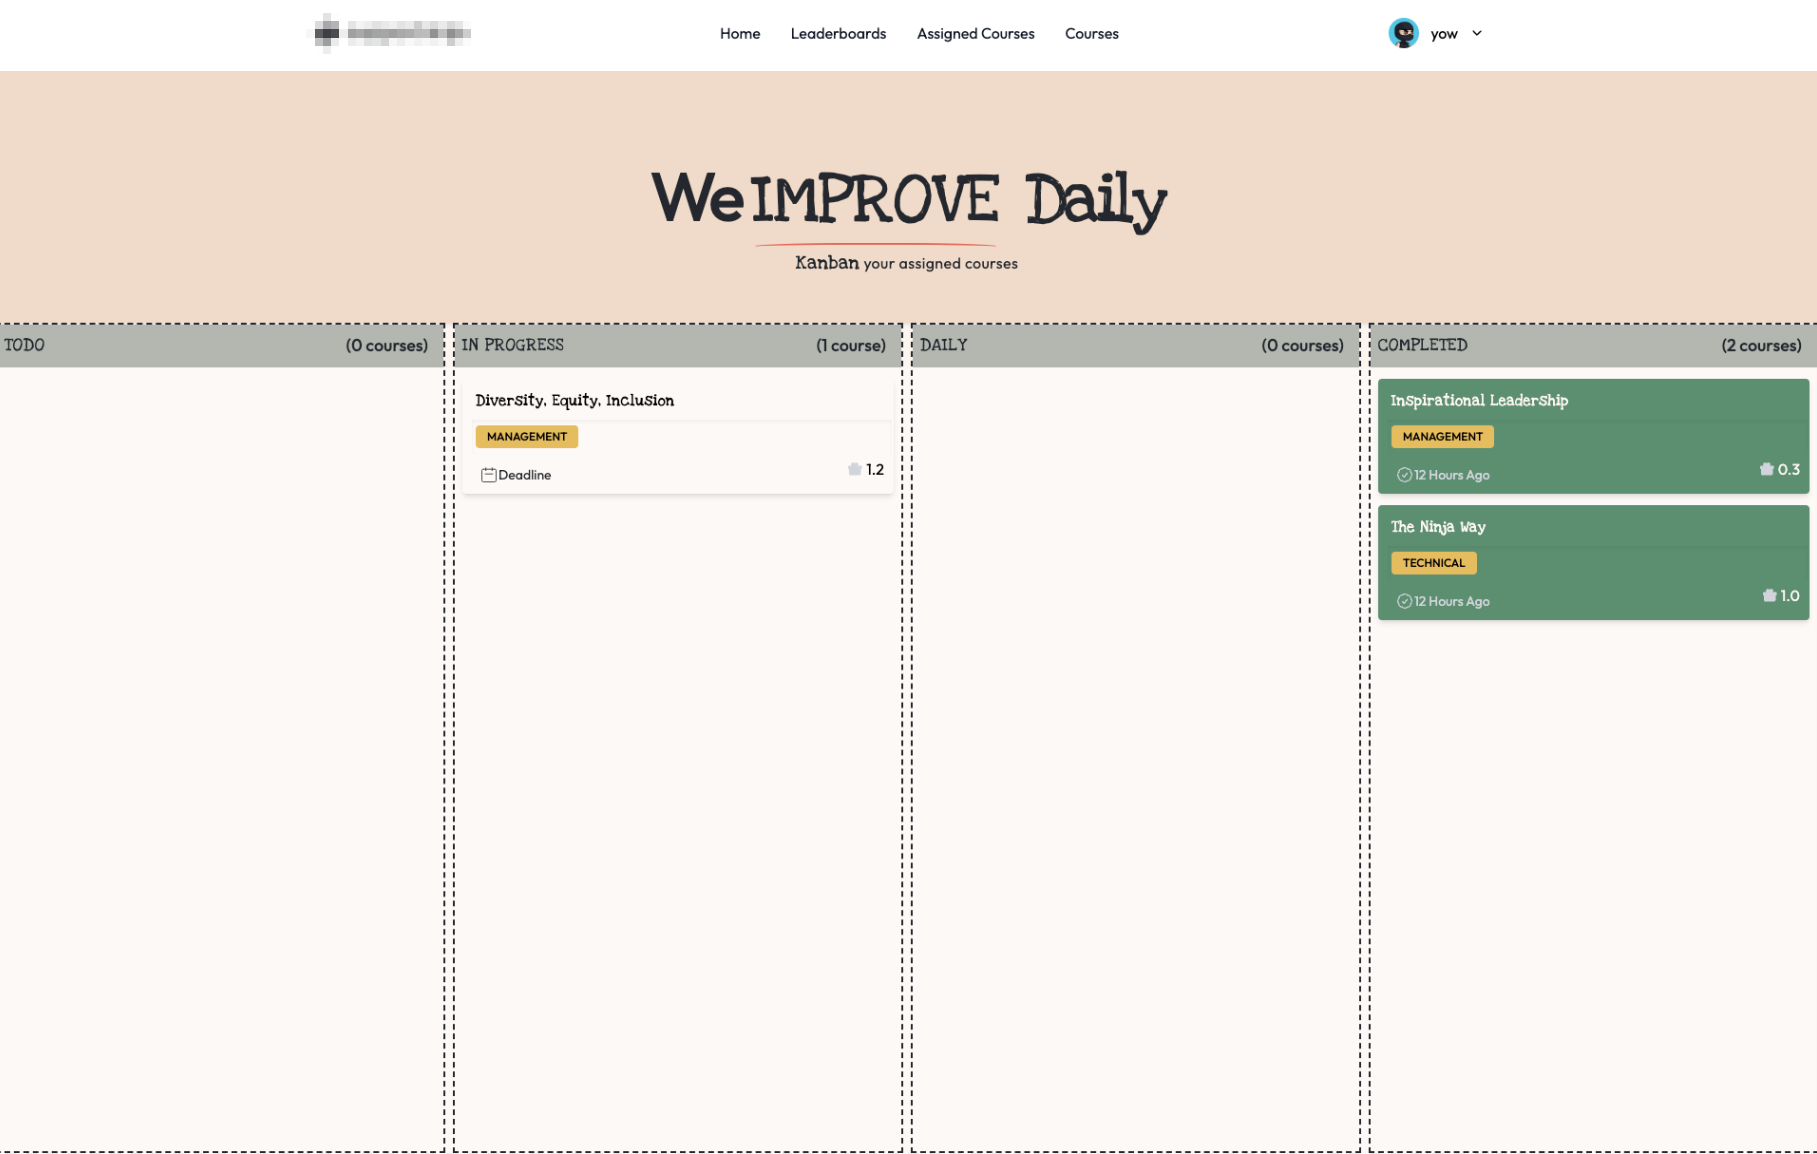 Home Leaderboards Assigned Courses Courses yow
We IMPROVE Daily
Kanban your assigned courses
TODO (0 courses)
IN PROGRESS (1 course)
Diversity, Equity, Inclusion
MANAGEMENT
Deadline 1.2
DAILY (0 courses)
COMPLETED (2 courses)
Inspirational Leadership
MANAGEMENT
12 Hours Ago 0.3
The Ninja Way
TECHNICAL
12 Hours Ago 1.0